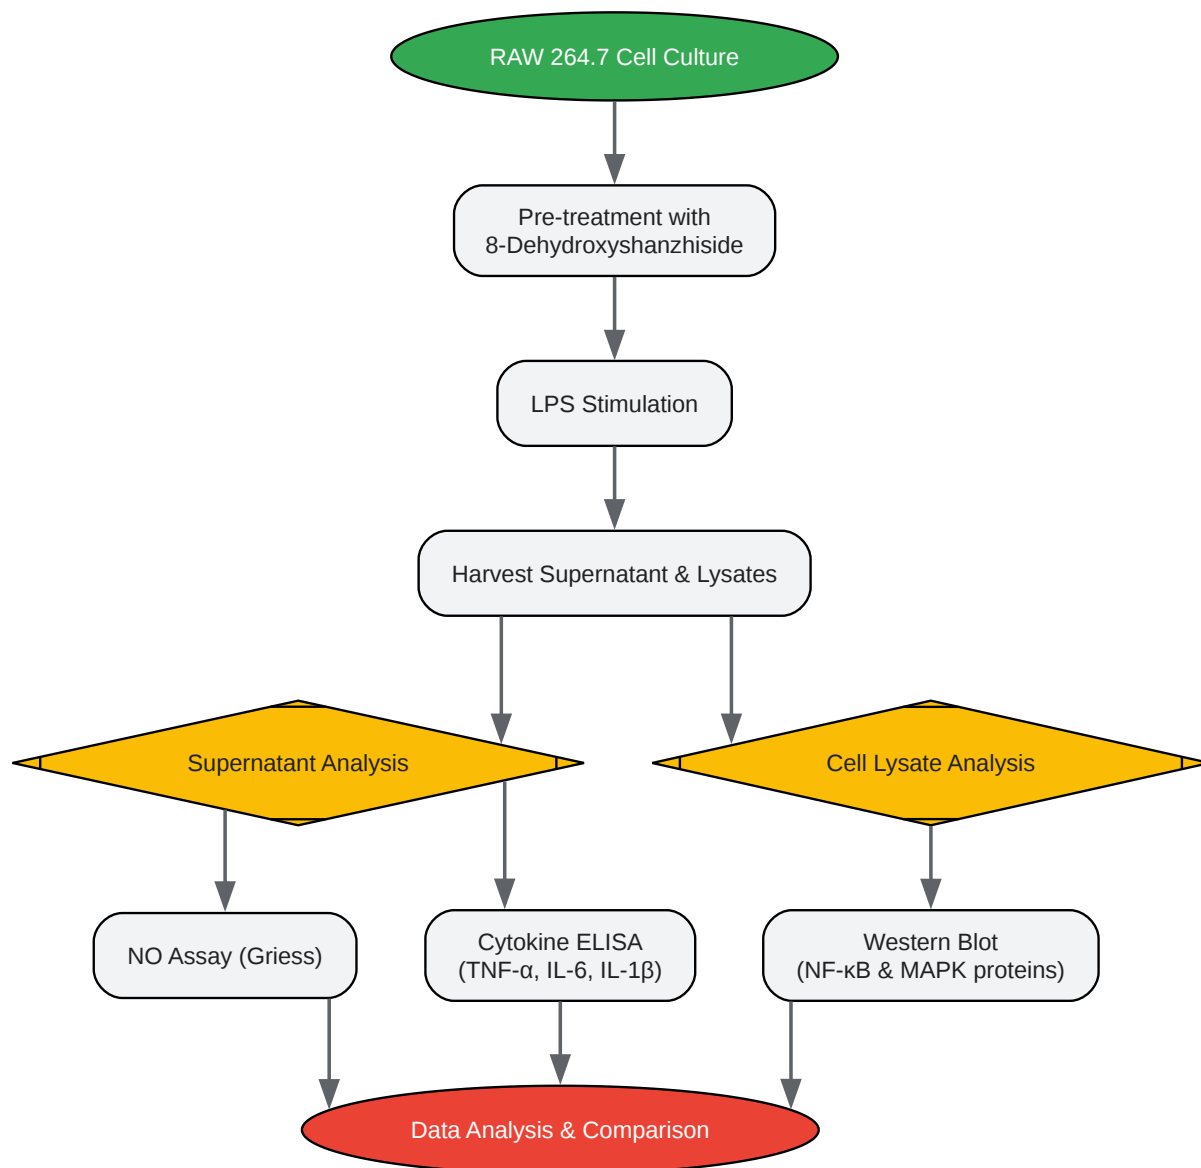 RAW 264.7 Cell Culture
Pre-treatment with
8-Dehydroxyshanzhiside
LPS Stimulation
Harvest Supernatant & Lysates
Supernatant Analysis
Cell Lysate Analysis
NO Assay (Griess)
Cytokine ELISA
(TNF-α, IL-6, IL-1β)
Western Blot
(NF-κB & MAPK proteins)
Data Analysis & Comparison